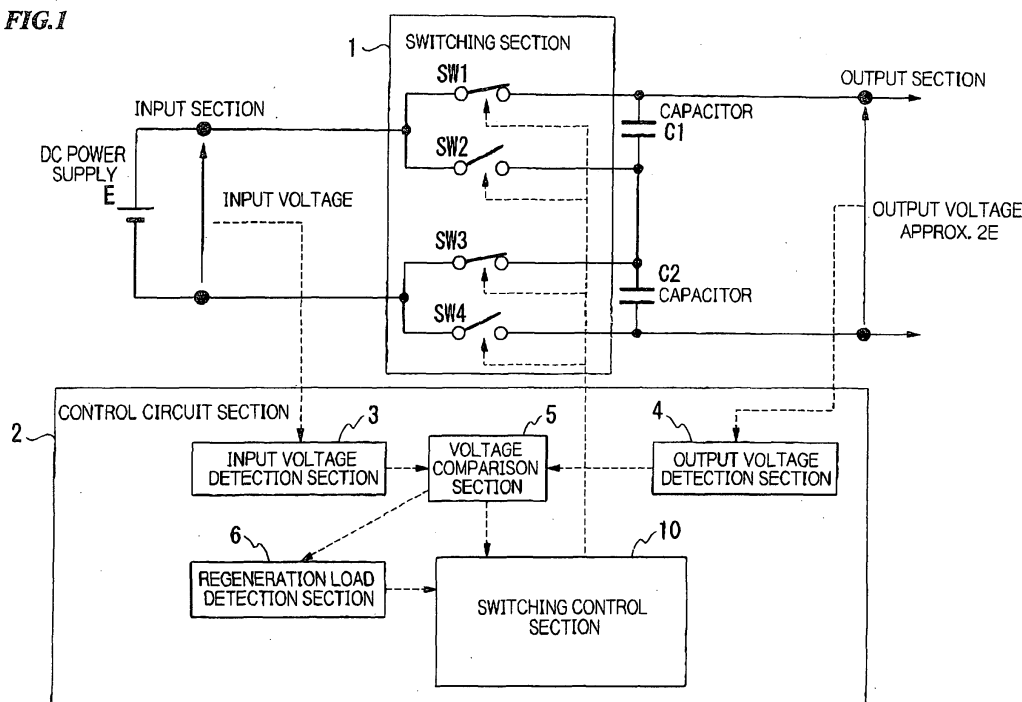 FIG.1
1
SWITCHING SECTION
SW1
OUTPUT SECTION
INPUT SECTION
CAPACITOR
C1
SW2
DC POWER
SUPPLY
E
INPUT VOLTAGE
OUTPUT VOLTAGE
APPROX. 2E
SW3
C2
CAPACITOR
SW4
CONTROL CIRCUIT SECTION
2
3
5
4
INPUT VOLTAGE
DETECTION SECTION
VOLTAGE
COMPARISON
SECTION
OUTPUT VOLTAGE
DETECTION SECTION
6
10
REGENERATION LOAD
DETECTION SECTION
SWITCHING CONTROL
SECTION